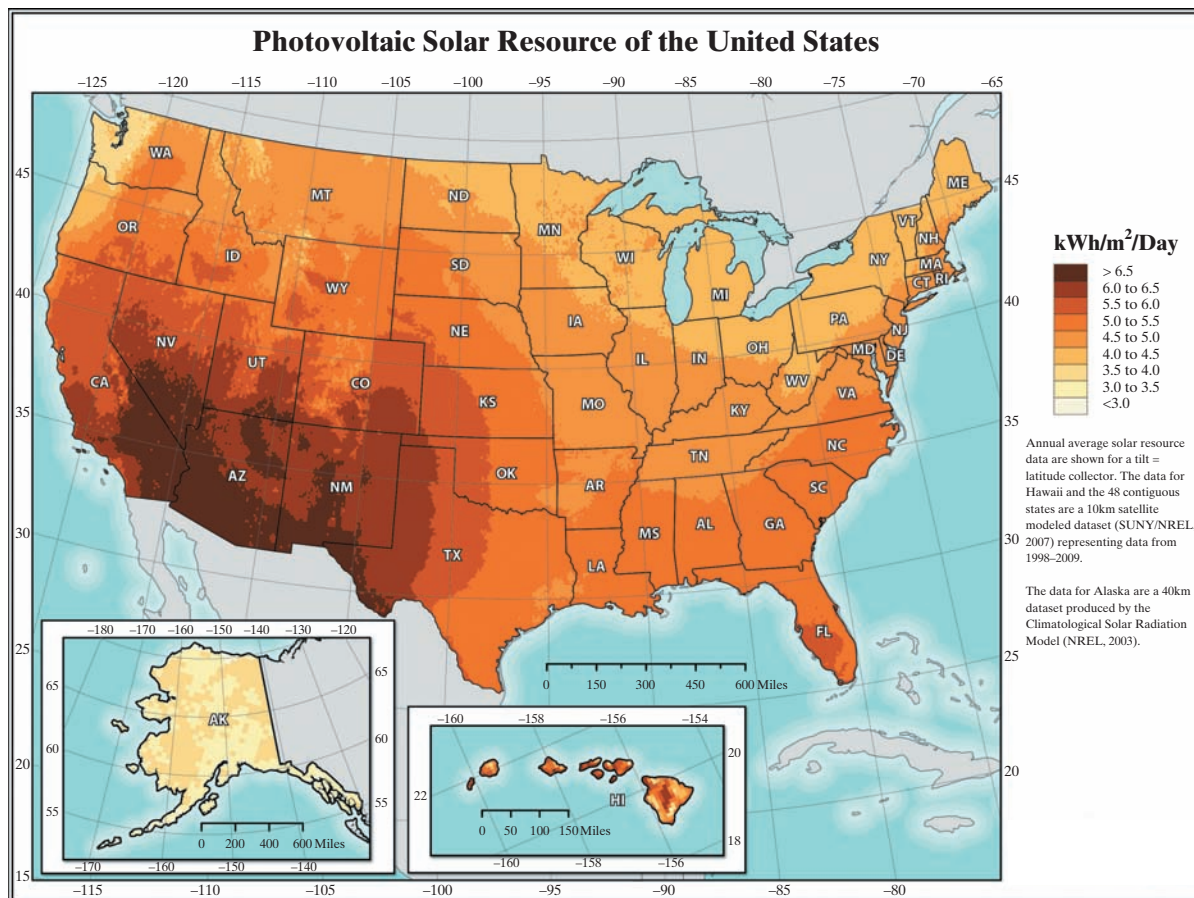 Photovoltaic Solar Resource of the United States
–125 –120 –115 –110 –105 –100 –95 –90 –85 –80 –75 –70 –65
45
40
35
30
25
20
15
45
40
35
30
25
20
WA
OR
CA
NV
ID
MT
WY
UT
CO
AZ
NM
ND
SD
NE
KS
OK
TX
MN
IA
MO
AR
LA
WI
IL
MI
IN
OH
KY
TN
MS
AL
GA
FL
SC
NC
VA
WV
PA
NY
VT
NH
ME
MA
RI
CT
NJ
MD
DE
kWh/m²/Day
> 6.5
6.0 to 6.5
5.5 to 6.0
5.0 to 5.5
4.5 to 5.0
4.0 to 4.5
3.5 to 4.0
3.0 to 3.5
<3.0
Annual average solar resource
data are shown for a tilt =
latitude collector. The data for
Hawaii and the 48 contiguous
states are a 10km satellite
modeled dataset (SUNY/NREL,
2007) representing data from
1998–2009.
The data for Alaska are a 40km
dataset produced by the
Climatological Solar Radiation
Model (NREL, 2003).
0 150 300 450 600 Miles
–180 –170 –160 –150 –140 –130 –120
65
60
55
65
60
55
AK
0 200 400 600 Miles
–170 –160 –150 –140
–160 –158 –156 –154
22
20
18
HI
0 50 100 150 Miles
–160 –158 –156
–115 –110 –105 –100 –95 –90 –85 –80